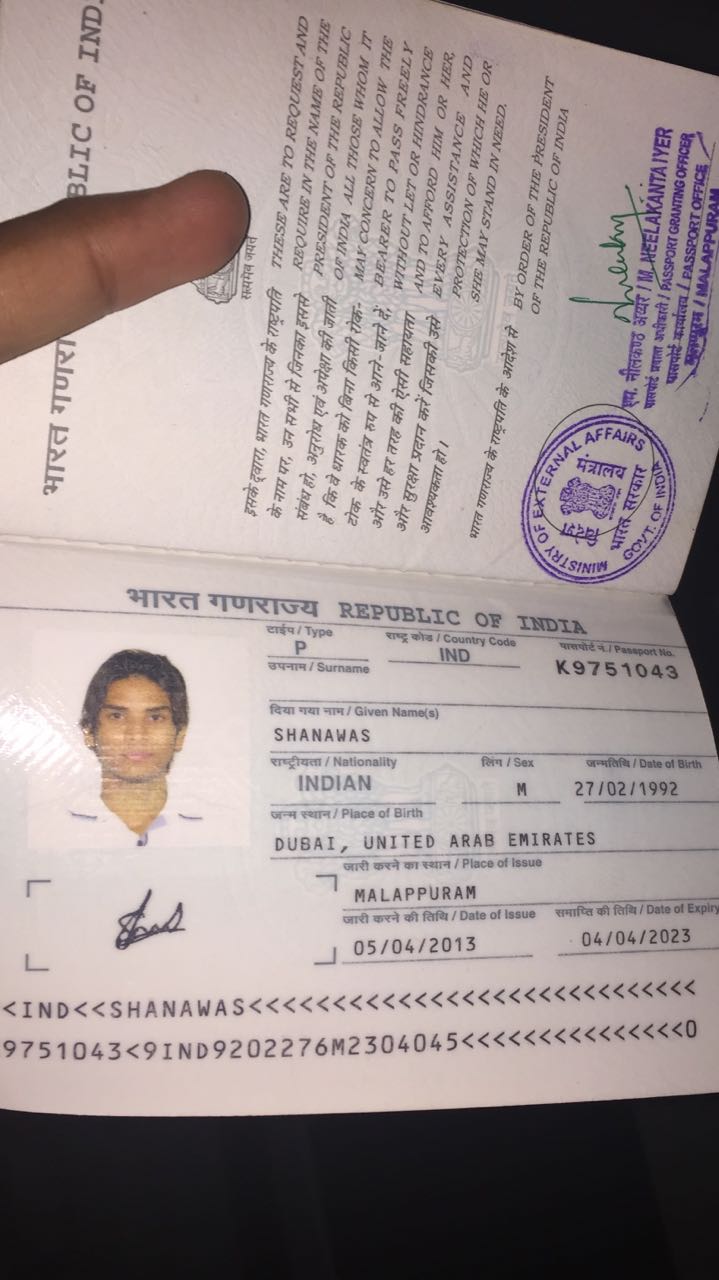 भारत गणरा
BLIC OF IND
सत्यमेव जयते
इसके द्वारा, भारत गणराज्य के राष्ट्रपति
के नाम पर, उन सभी से जिनका इससे
संबंध हो, अनुरोध एवं अपेक्षा की जाती
है कि वे धारक को बिना किसी रोक-
टोक के स्वतंत्र रूप से आने-जाने दें,
और उसे हर तरह की ऐसी सहायता
और सुरक्षा प्रदान करें जिसकी उसे
आवश्यकता हो।
THESE ARE TO REQUEST AND
REQUIRE IN THE NAME OF THE
PRESIDENT OF THE REPUBLIC
OF INDIA ALL THOSE WHOM IT
MAY CONCERN TO ALLOW THE
BEARER TO PASS FREELY
WITHOUT LET OR HINDRANCE
AND TO AFFORD HIM OR HER,
EVERY ASSISTANCE AND
PROTECTION OF WHICH HE OR
SHE MAY STAND IN NEED.
भारत गणराज्य के राष्ट्रपति के आदेश से
BY ORDER OF THE PRESIDENT
OF THE REPUBLIC OF INDIA
MINISTRY OF EXTERNAL AFFAIRS
विदेश मंत्रालय
भारत सरकार
GOVT. OF INDIA
एम. नीलकण्ठ अय्यर / M. NEELAKANTA IYER
पासपोर्ट प्रदाता अधिकारी / PASSPORT GRANTING OFFICER
पासपोर्ट कार्यालय / PASSPORT OFFICE
मलप्पुरम / MALAPPURAM
भारत गणराज्य REPUBLIC OF INDIA
टाईप / Type
राष्ट्र कोड / Country Code
पासपोर्ट नं. / Passport No.
P
IND
K9751043
उपनाम / Surname
दिया गया नाम / Given Name(s)
SHANAWAS
राष्ट्रीयता / Nationality
लिंग / Sex
जन्मतिथि / Date of Birth
INDIAN
M
27/02/1992
जन्म स्थान / Place of Birth
DUBAI, UNITED ARAB EMIRATES
जारी करने का स्थान / Place of Issue
MALAPPURAM
जारी करने की तिथि / Date of Issue
समाप्ति की तिथि / Date of Expiry
05/04/2013
04/04/2023
<IND<<SHANAWAS<<<<<<<<<<<<<<<<<<<<<<<<<<<<<<
9751043<9IND9202276M2304045<<<<<<<<<<<<<<<0